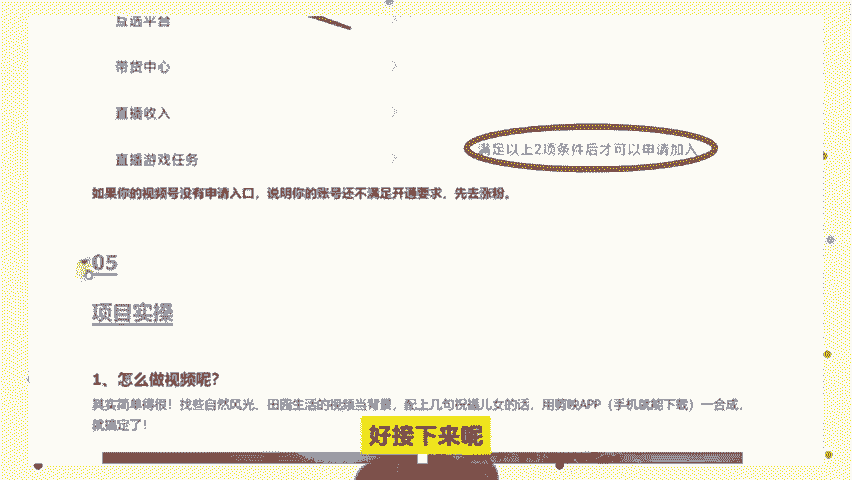 互选平台
带货中心
直播收入
直播游戏任务
满足以上2项条件后才可以申请加入
如果你的视频号没有申请入口，说明你的账号还不满足开通要求，先去涨粉。
05
项目实操
1、怎么做视频呢？
其实简单得很！找些自然风光、田园生活的视频当背景，配上几句祝福儿女的话，用剪映APP（手机就能下载）一合成，
就搞定了！
好接下来呢